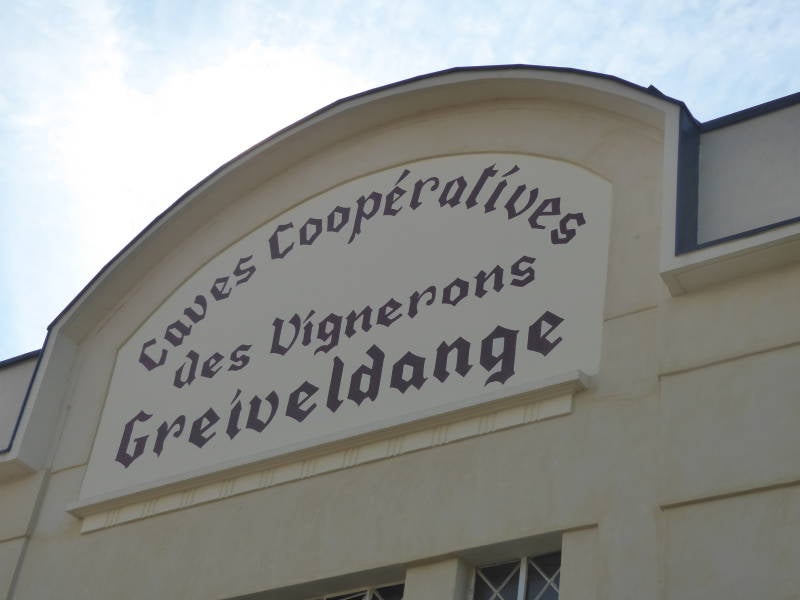 Caves Coopératives
des Vignerons
Greiveldange